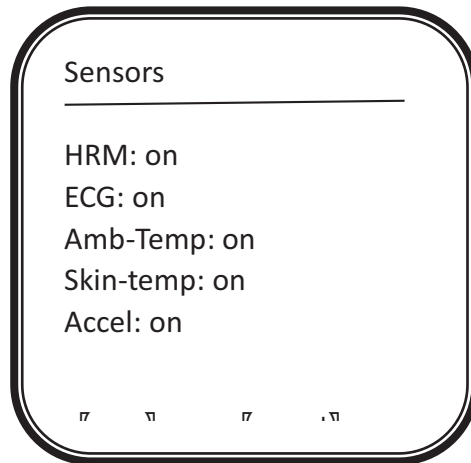 Sensors
HRM: on
ECG: on
Amb-Temp: on
Skin-temp: on
Accel: on